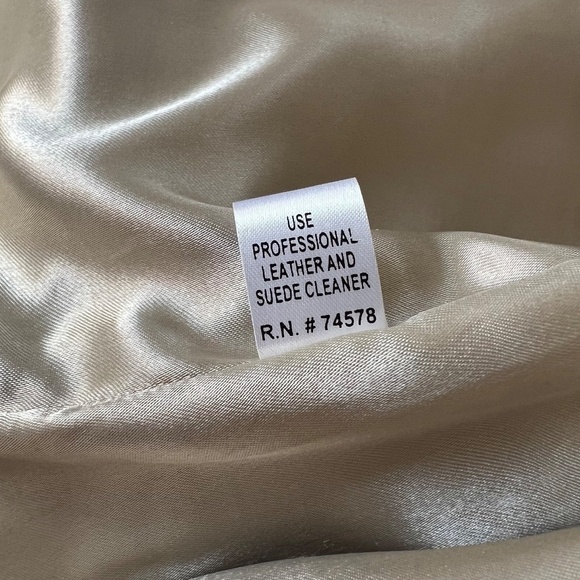 USE
PROFESSIONAL
LEATHER AND
SUEDE CLEANER
R.N. # 74578